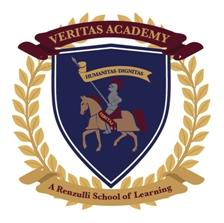 VERITAS ACADEMY
HUMANITAS·DIGNITAS
A Renzulli School of Learning